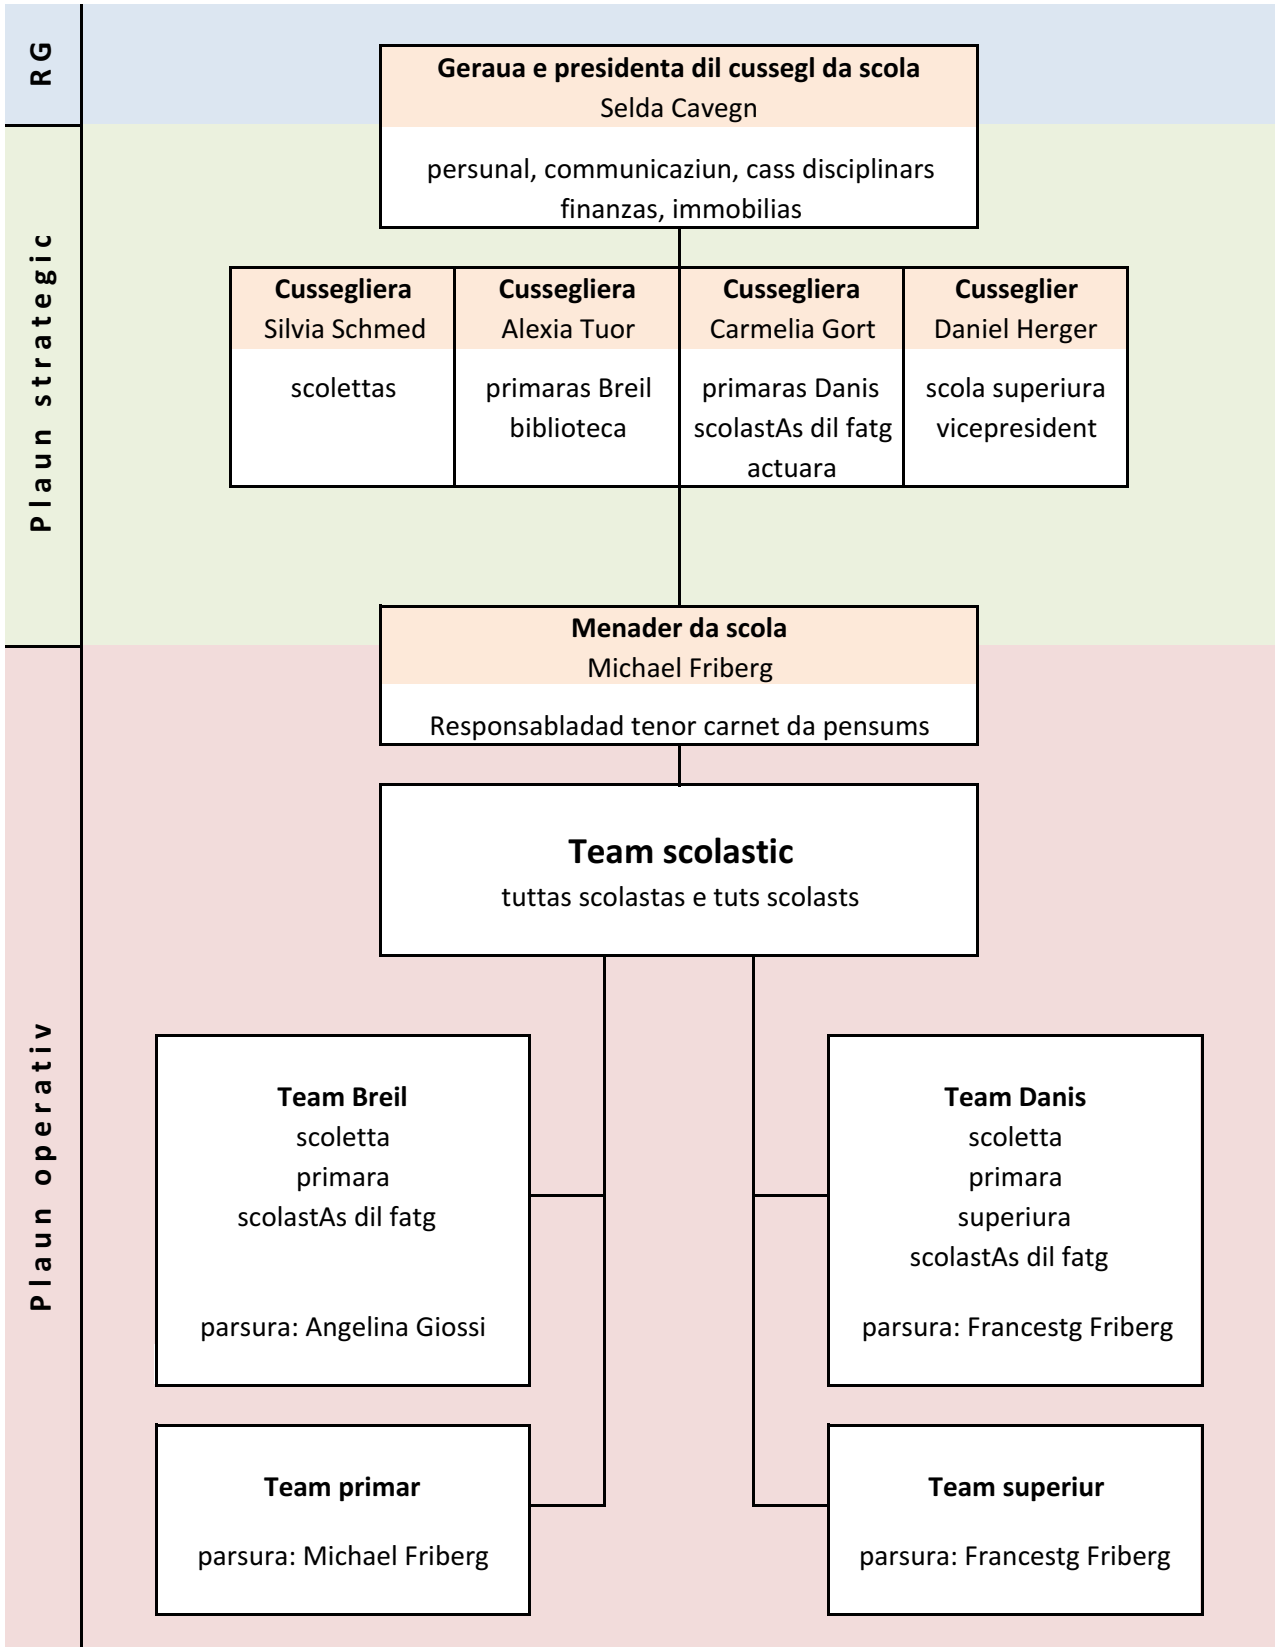 RG
Geraua e presidenta dil cussegl da scola
Selda Cavegn
persunal, communicaziun, cass disciplinars
finanzas, immobilias
Plaun strategic
Cussegliera
Silvia Schmed
scolettas
Cussegliera
Alexia Tuor
primaras Breil
biblioteca
Cussegliera
Carmelia Gort
primaras Danis
scolastAs dil fatg
actuara
Cusseglier
Daniel Herger
scola superiura
vicepresident
Menader da scola
Michael Friberg
Responsabladad tenor carnet da pensums
Plaun operativ
Team scolastic
tuttas scolastas e tuts scolasts
Team Breil
scoletta
primara
scolastAs dil fatg
parsura: Angelina Giossi
Team Danis
scoletta
primara
superiura
scolastAs dil fatg
parsura: Francestg Friberg
Team primar
parsura: Michael Friberg
Team superiur
parsura: Francestg Friberg